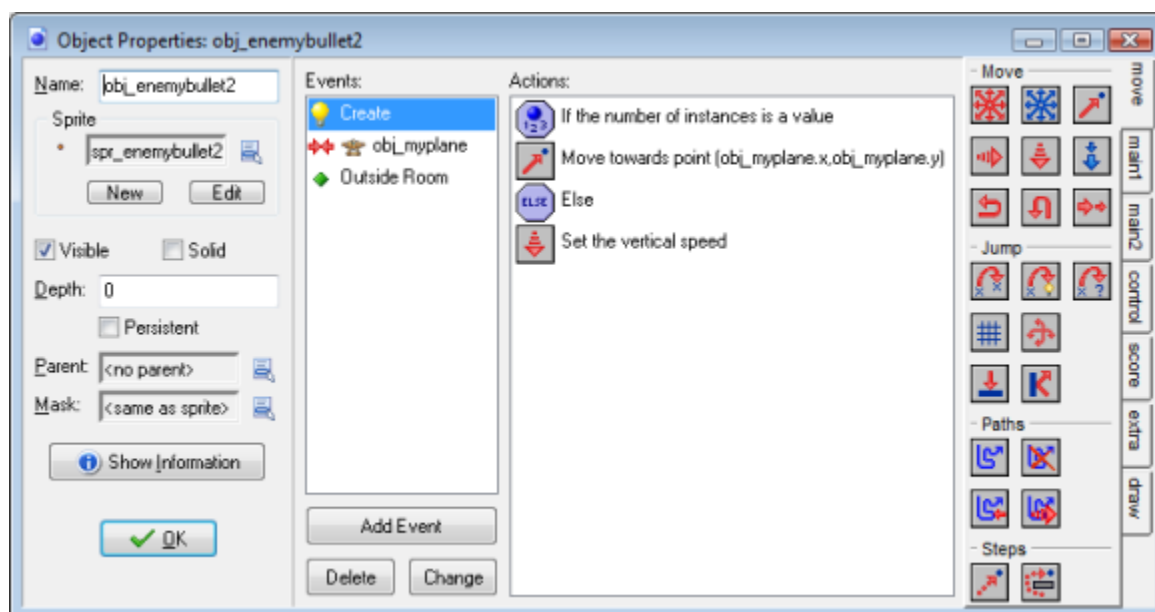 Object Properties: obj_enemybullet2
Name: obj_enemybullet2
Sprite
spr_enemybullet2
New Edit
Visible Solid
Depth: 0
Persistent
Parent: <no parent>
Mask: <same as sprite>
Show Information
OK
Events:
Create
obj_myplane
Outside Room
Add Event
Delete Change
Actions:
123
If the number of instances is a value
Move towards point (obj_myplane.x,obj_myplane.y)
ELSE
Else
Set the vertical speed
Move
Jump
x x x x ?
Paths
Steps
move
main1
main2
control
score
extra
draw